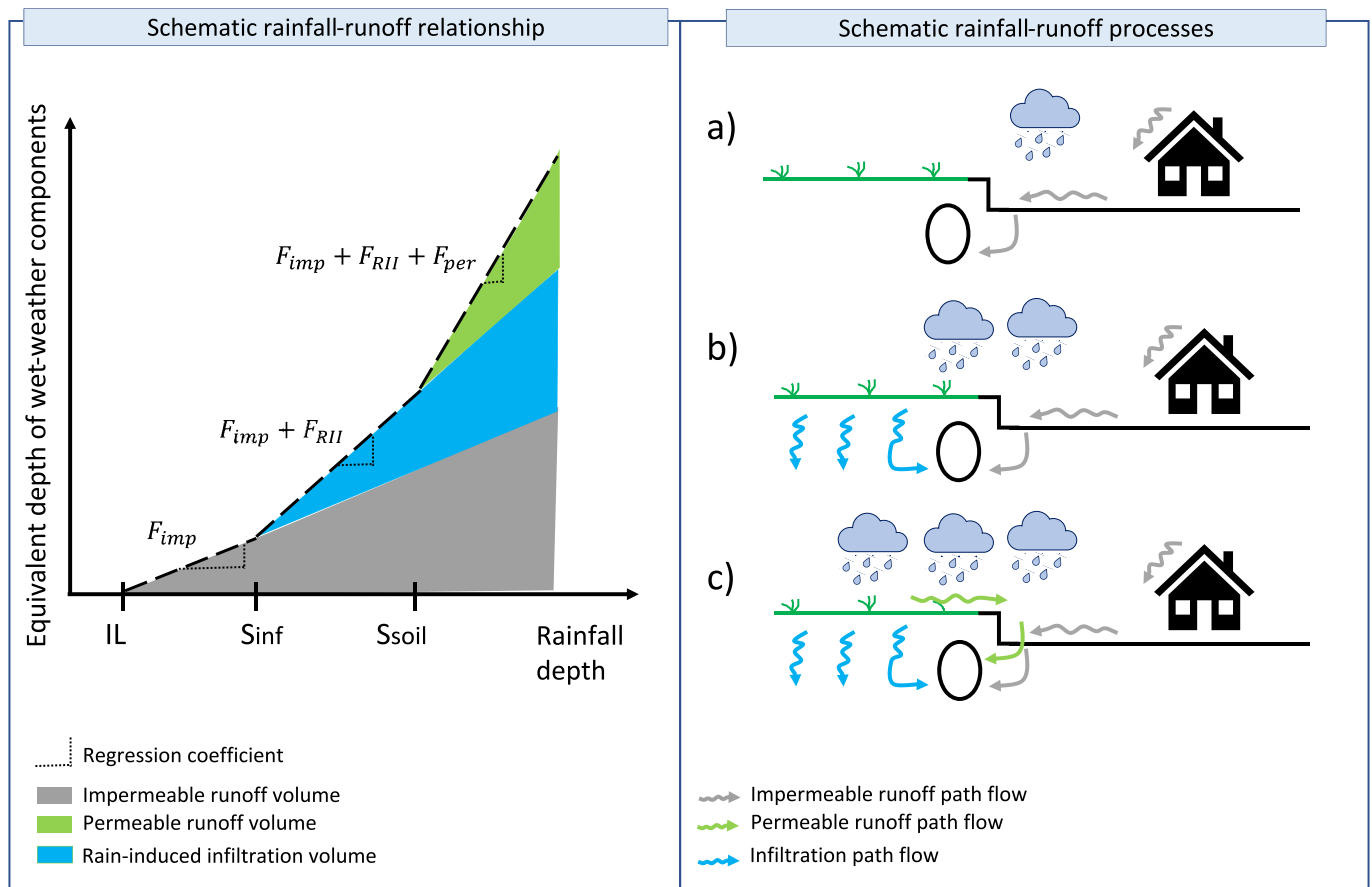 Schematic rainfall-runoff relationship
Equivalent depth of wet-weather components
F_imp + F_RII + F_per
F_imp + F_RII
F_imp
IL
Sinf
Ssoil
Rainfall
depth
Regression coefficient
Impermeable runoff volume
Permeable runoff volume
Rain-induced infiltration volume
Schematic rainfall-runoff processes
a)
b)
c)
Impermeable runoff path flow
Permeable runoff path flow
Infiltration path flow